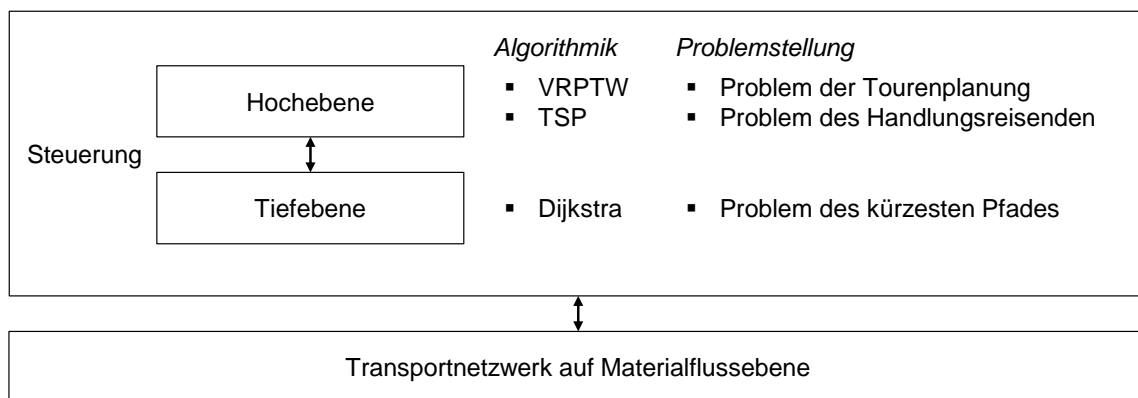 Algorithmik Problemstellung
Hochebene ▪ VRPTW ▪ Problem der Tourenplanung
▪ TSP ▪ Problem des Handlungsreisenden
Steuerung
Tiefebene ▪ Dijkstra ▪ Problem des kürzesten Pfades
Transportnetzwerk auf Materialflussebene